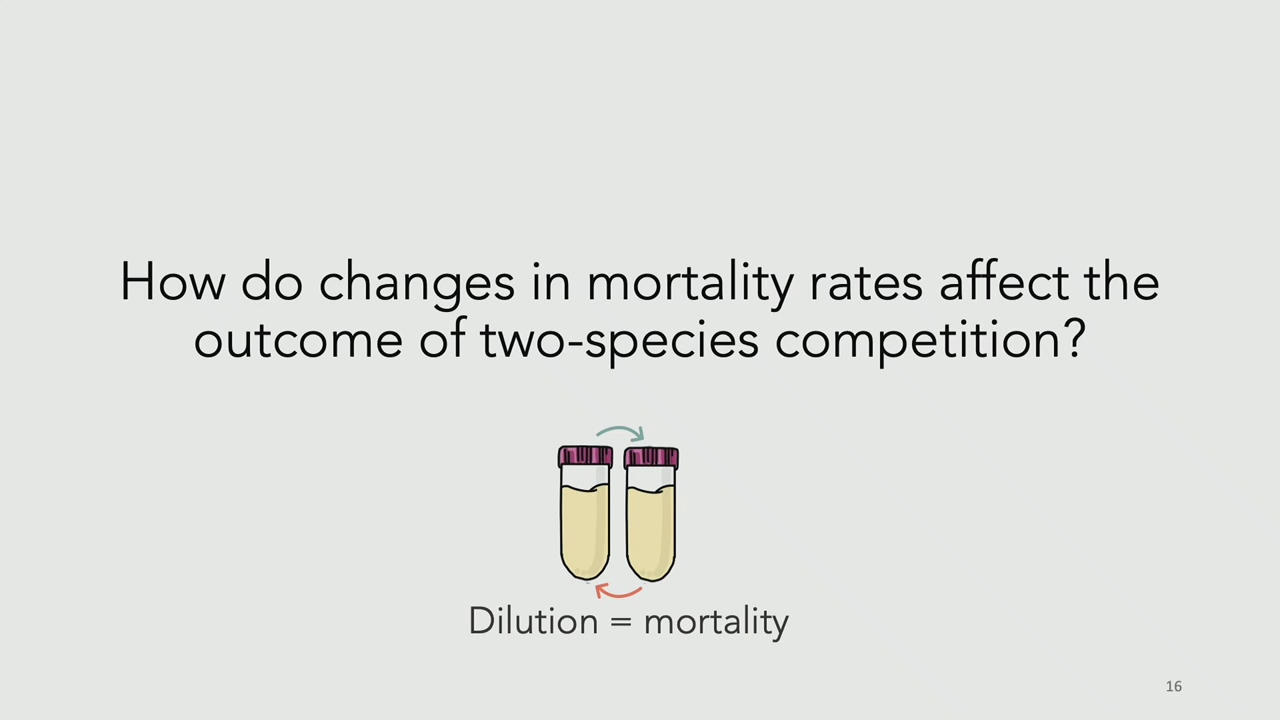 How do changes in mortality rates affect the
outcome of two-species competition?
Dilution = mortality
16